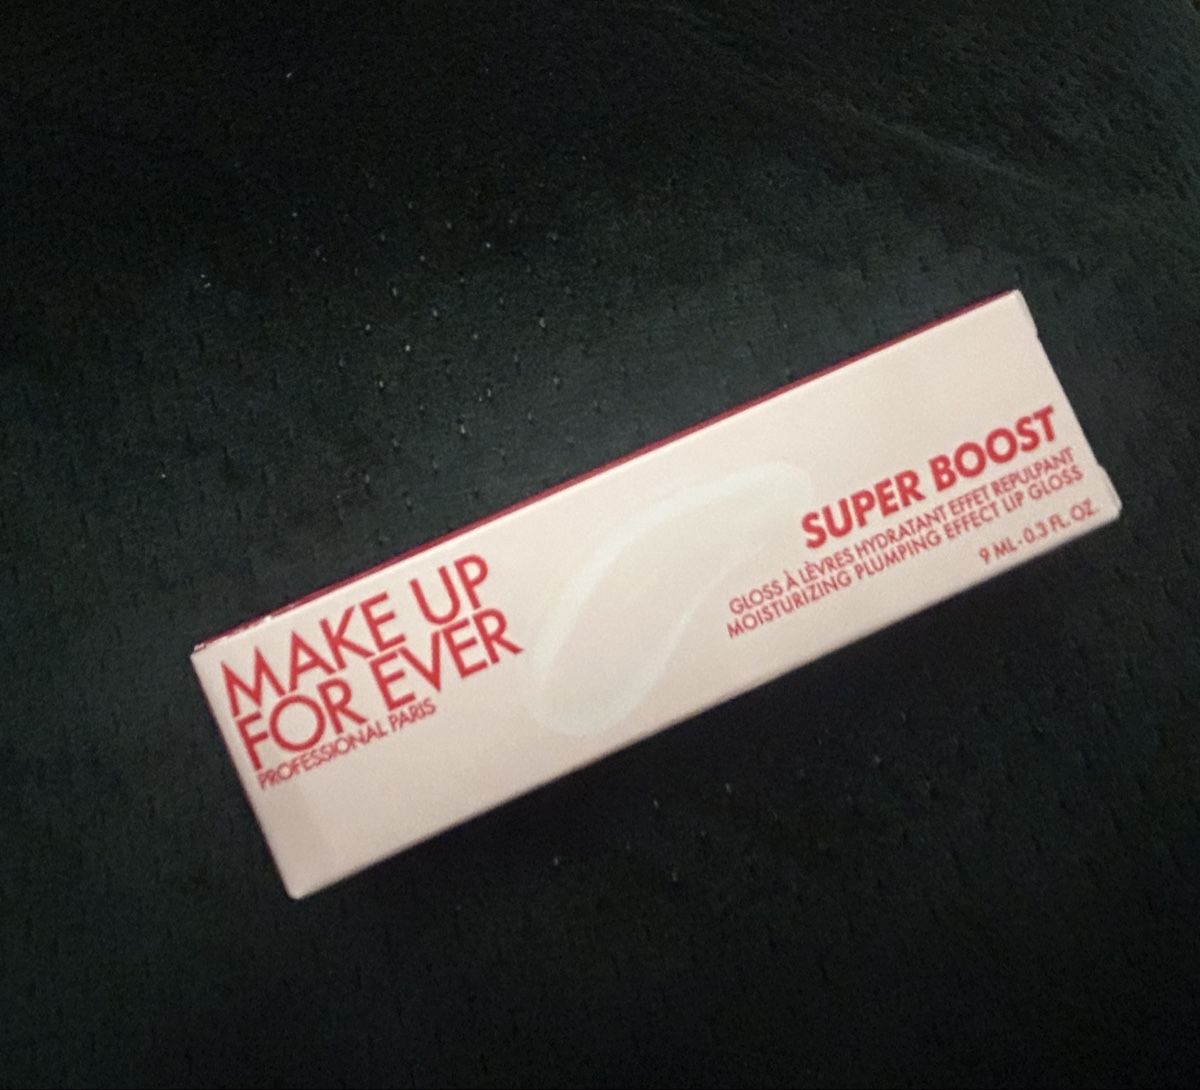 MAKE UP
FOR EVER
PROFESSIONAL PARIS
SUPER BOOST
GLOSS À LÈVRES HYDRATANT EFFET REPULPANT
MOISTURIZING PLUMPING EFFECT LIP GLOSS
9 ML - 0.3 FL. OZ.